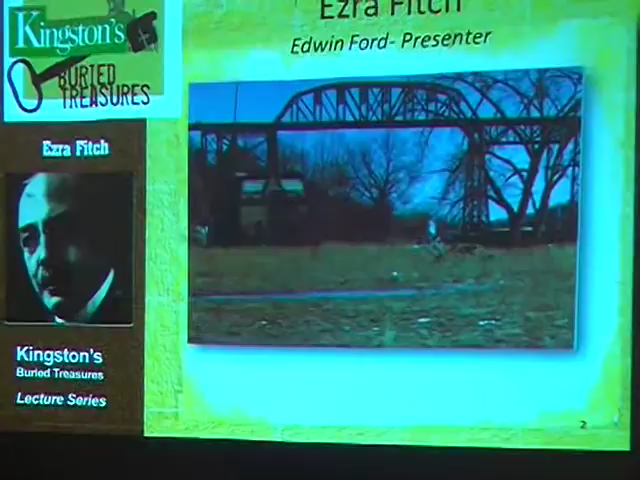 Kingston's
BURIED
TREASURES
Ezra Fitch
Edwin Ford- Presenter
Ezra Fitch
Kingston's
Buried Treasures
Lecture Series
2